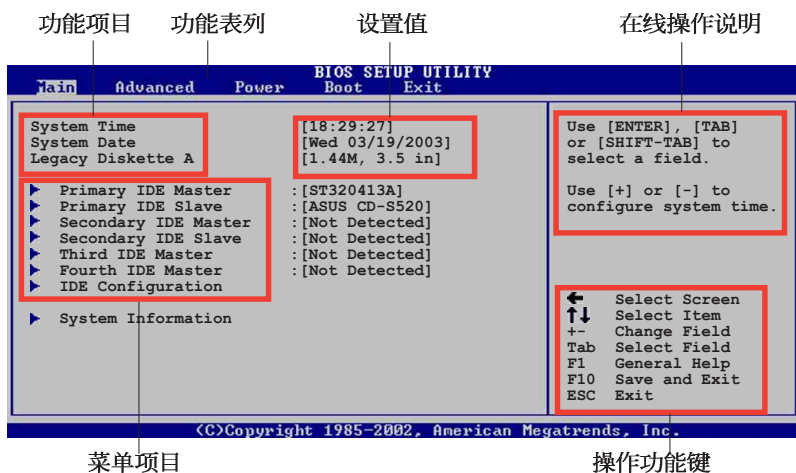 功能项目 功能表列 设置值 在线操作说明
BIOS SETUP UTILITY
Main Advanced Power Boot Exit
System Time [18:29:27]
System Date [Wed 03/19/2003]
Legacy Diskette A [1.44M, 3.5 in]
Primary IDE Master :[ST320413A]
Primary IDE Slave :[ASUS CD-S520]
Secondary IDE Master :[Not Detected]
Secondary IDE Slave :[Not Detected]
Third IDE Master :[Not Detected]
Fourth IDE Master :[Not Detected]
IDE Configuration
System Information
Use [ENTER], [TAB]
or [SHIFT-TAB] to
select a field.
Use [+] or [-] to
configure system time.
← Select Screen
↑↓ Select Item
+- Change Field
Tab Select Field
F1 General Help
F10 Save and Exit
ESC Exit
(C)Copyright 1985-2002, American Megatrends, Inc.
菜单项目 操作功能键